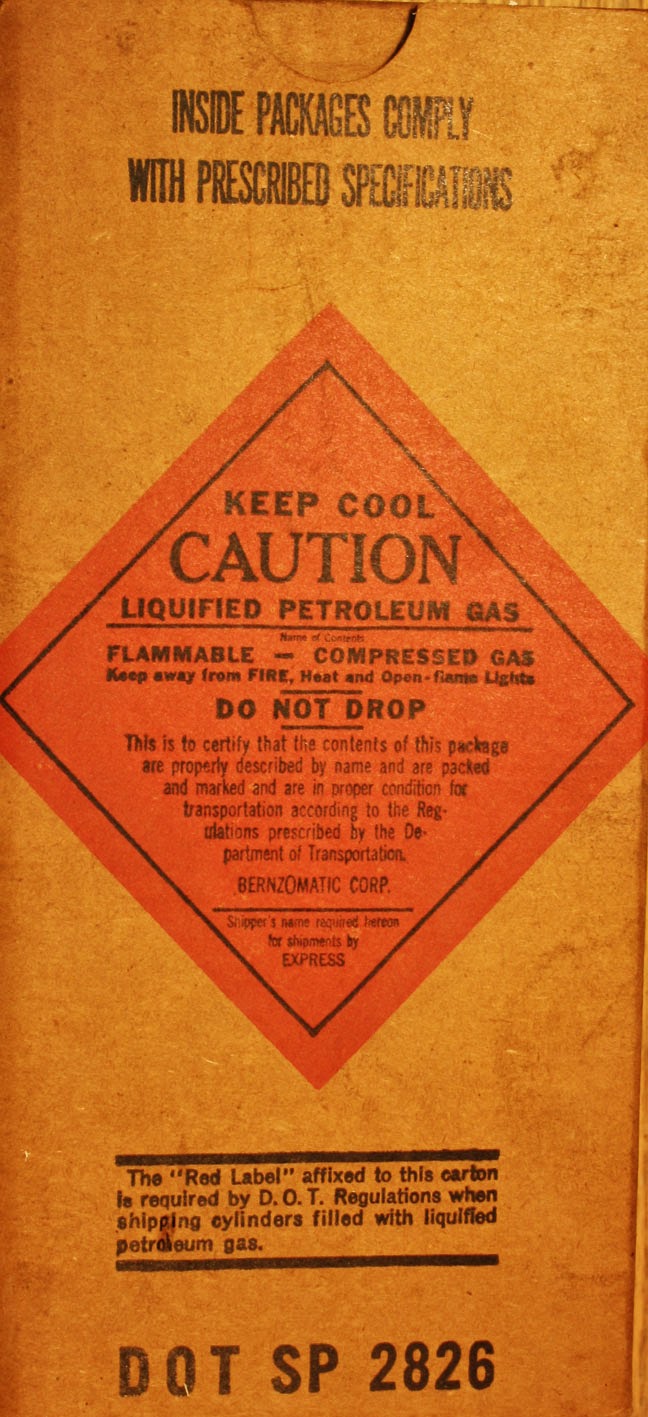 INSIDE PACKAGES COMPLY
WITH PRESCRIBED SPECIFICATIONS
KEEP COOL
CAUTION
LIQUIFIED PETROLEUM GAS
Name of Contents
FLAMMABLE — COMPRESSED GAS
Keep away from FIRE, Heat and Open-flame Lights
DO NOT DROP
This is to certify that the contents of this package
are properly described by name and are packed
and marked and are in proper condition for
transportation according to the Reg-
ulations prescribed by the De-
partment of Transportation.
BERNZOMATIC CORP.
Shipper's name required hereon
for shipments by
EXPRESS
The "Red Label" affixed to this carton
is required by D.O.T. Regulations when
shipping cylinders filled with liquified
petroleum gas.
DOT SP 2826